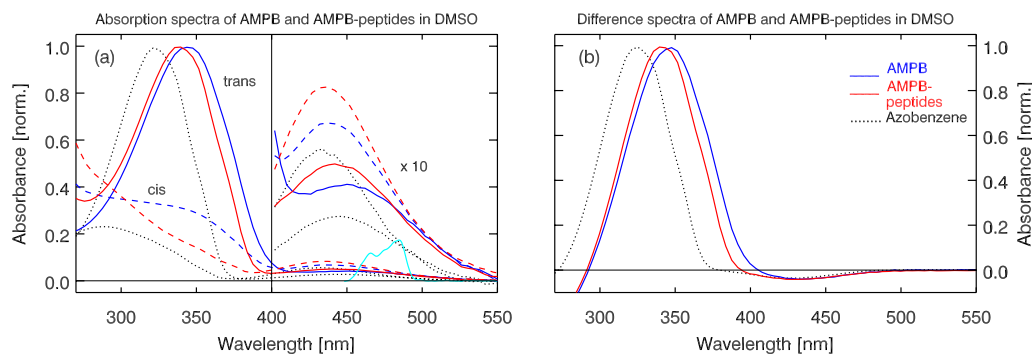 Absorption spectra of AMPB and AMPB-peptides in DMSO
(a)
trans
cis
x 10
1.0
0.8
0.6
0.4
0.2
0.0
Absorbance [norm.]
300 350 400 450 500 550
Wavelength [nm]
Difference spectra of AMPB and AMPB-peptides in DMSO
(b)
AMPB
AMPB-
peptides
Azobenzene
1.0
0.8
0.6
0.4
0.2
0.0
Absorbance [norm.]
300 350 400 450 500 550
Wavelength [nm]